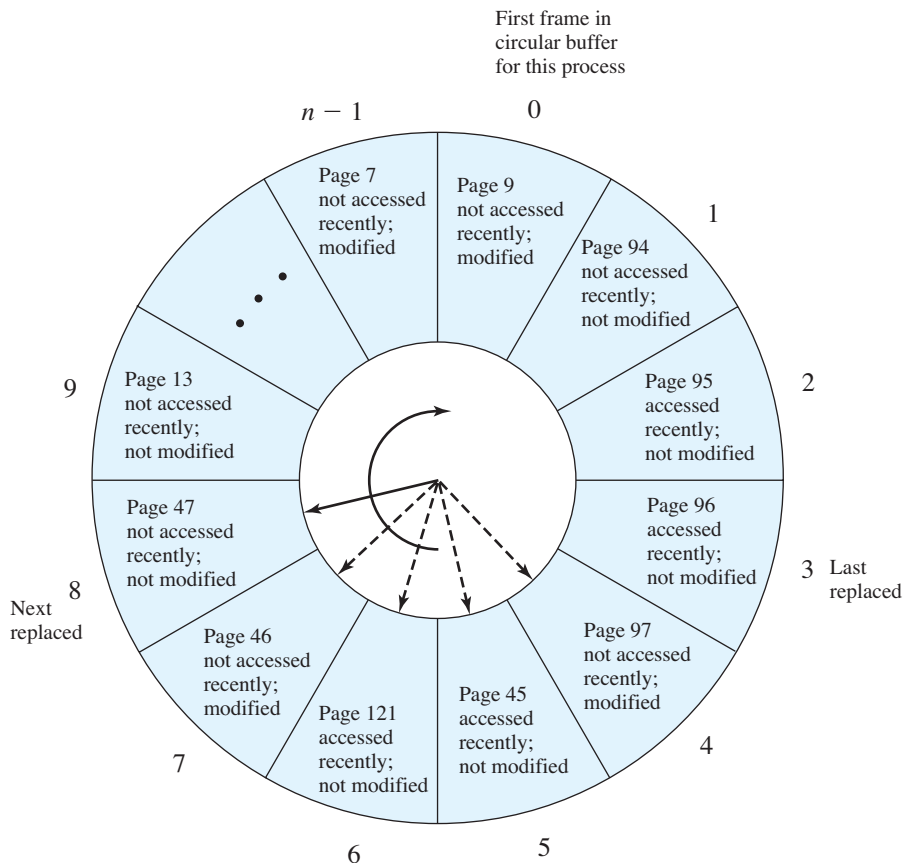 First frame in
circular buffer
for this process
n − 1
0
Page 7
not accessed
recently;
modified
Page 9
not accessed
recently;
modified
1
Page 94
not accessed
recently;
not modified
2
Page 95
accessed
recently;
not modified
3
Last
replaced
Page 96
accessed
recently;
not modified
4
Page 97
not accessed
recently;
modified
5
Page 45
accessed
recently;
not modified
6
Page 121
accessed
recently;
not modified
7
Page 46
not accessed
recently;
modified
8
Next
replaced
Page 47
not accessed
recently;
not modified
9
Page 13
not accessed
recently;
not modified